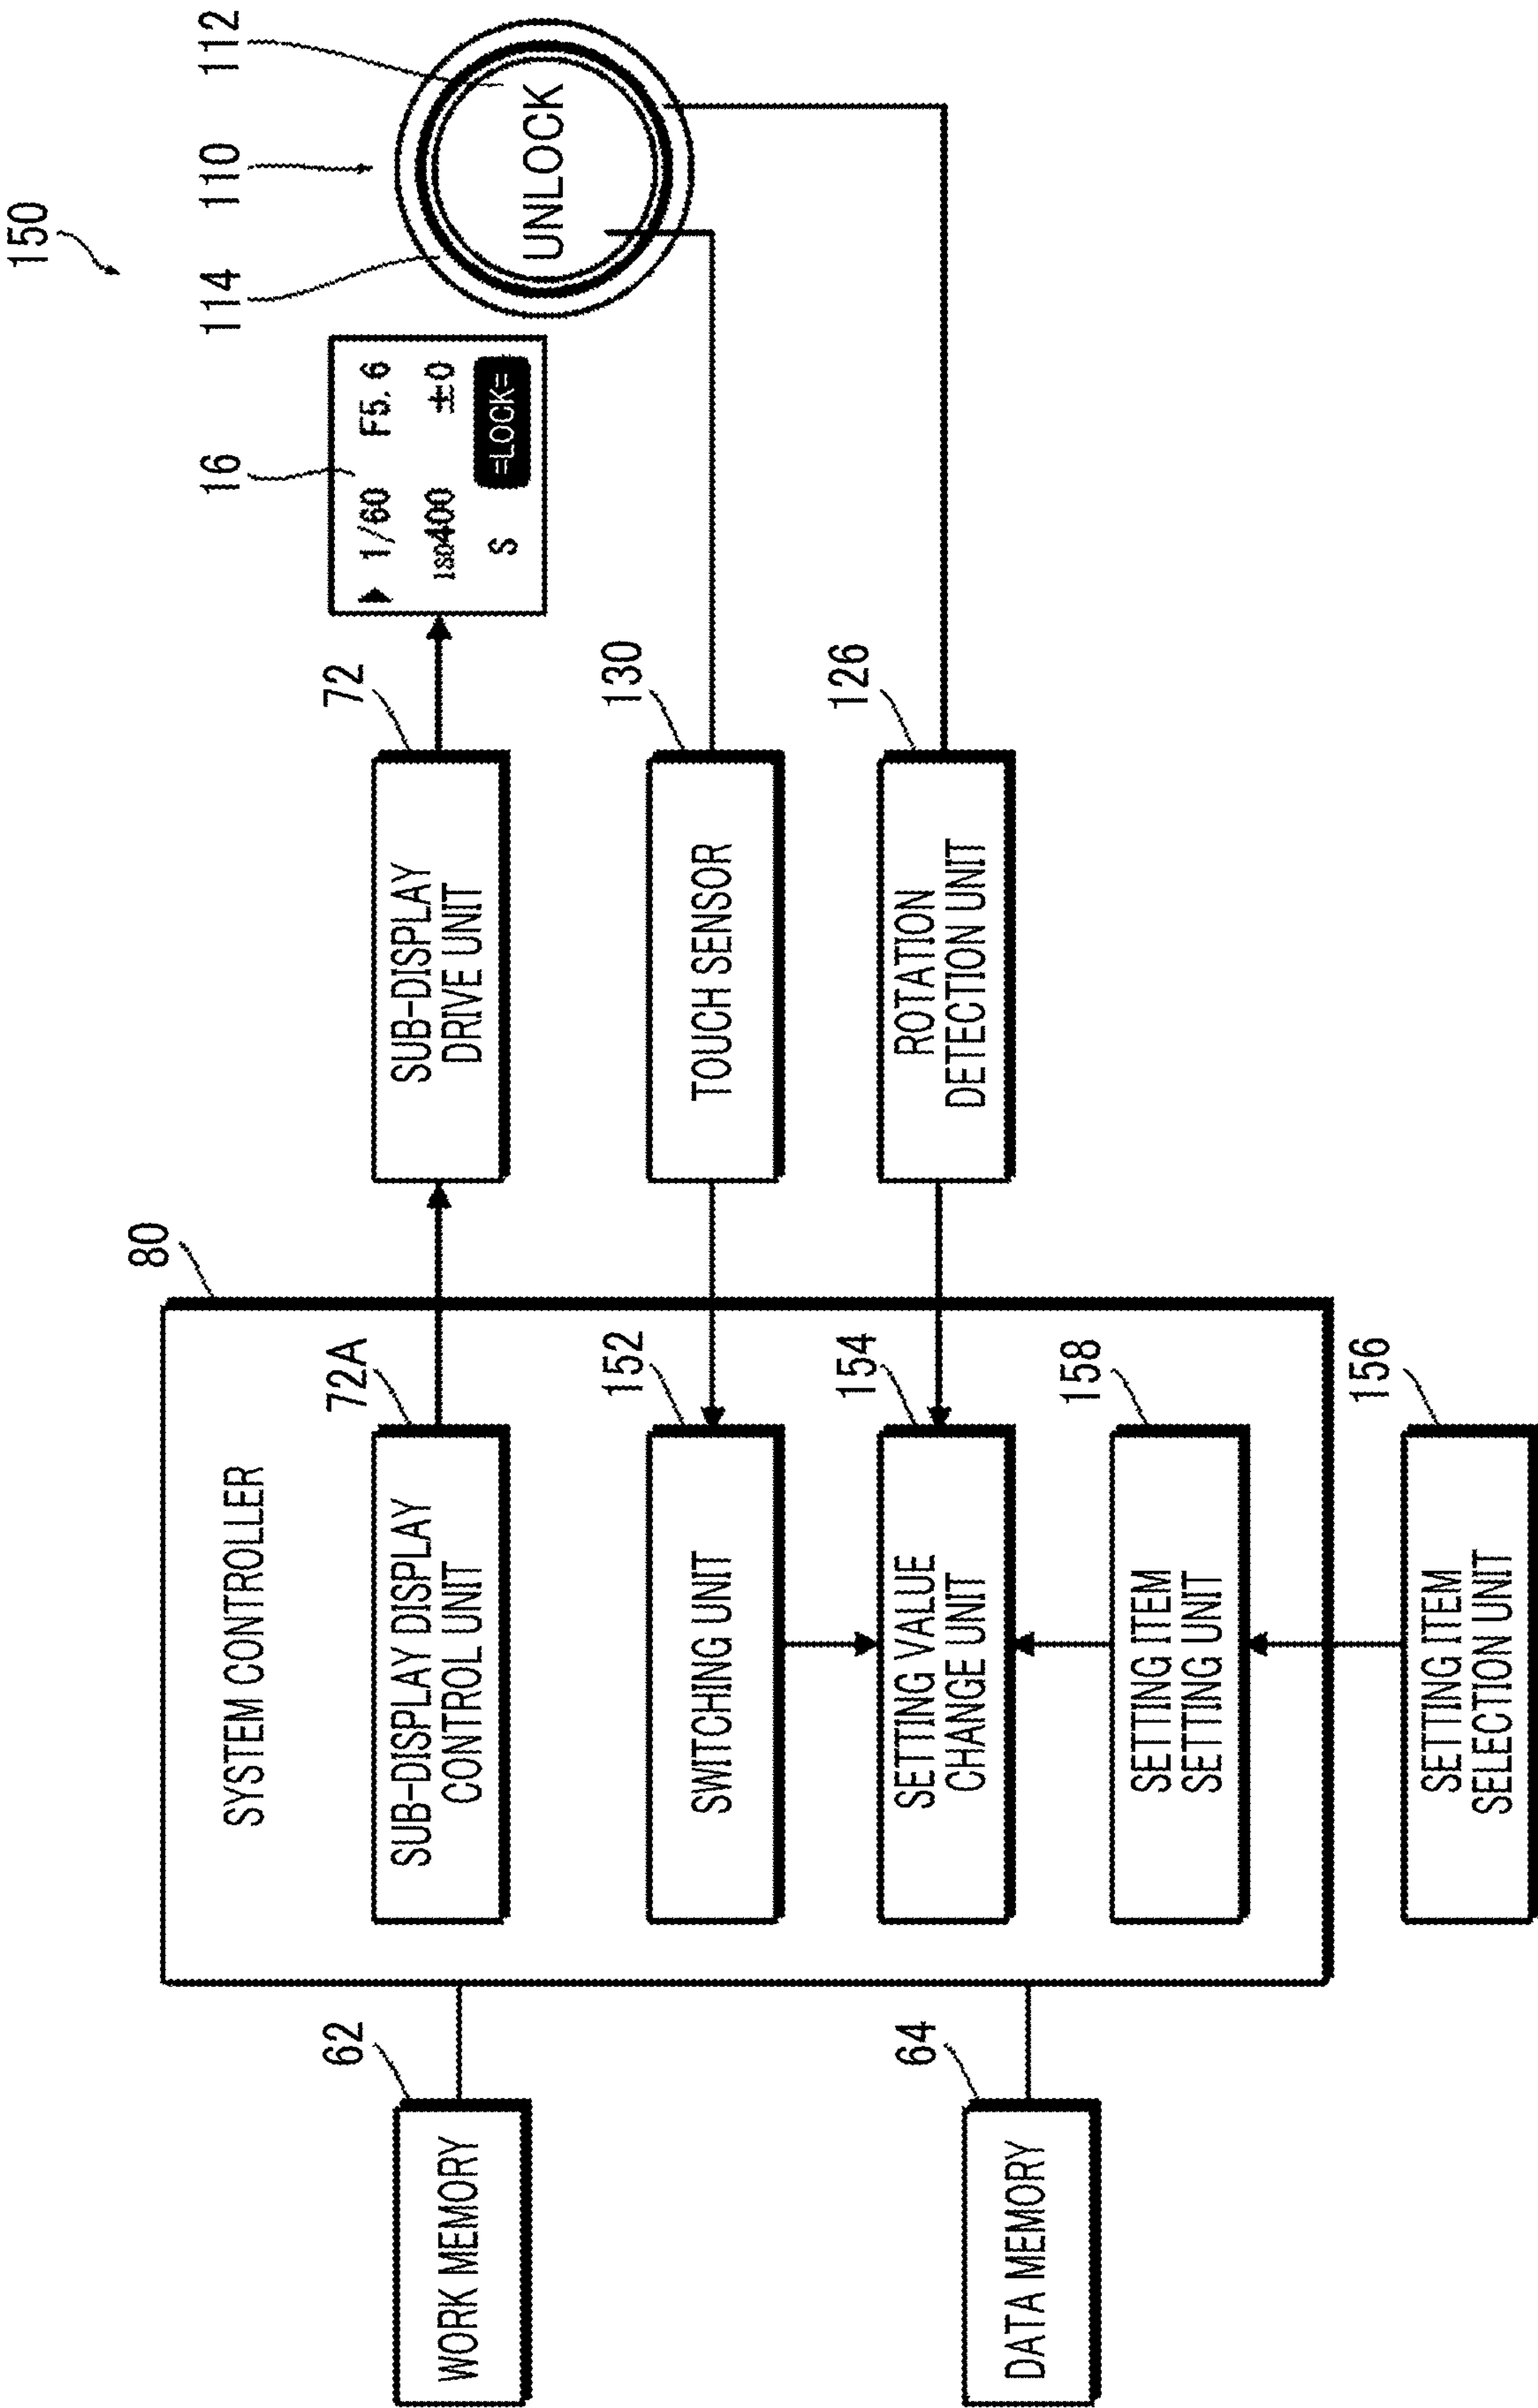 150
114
110
112
16
▶ 1/60 F5.6
ISO400 ±0
S =LOCK=
UNLOCK
80
72
SUB-DISPLAY
DRIVE UNIT
130
TOUCH SENSOR
126
ROTATION
DETECTION UNIT
SYSTEM CONTROLLER
72A
SUB-DISPLAY DISPLAY
CONTROL UNIT
152
SWITCHING UNIT
154
SETTING VALUE
CHANGE UNIT
158
SETTING ITEM
SETTING UNIT
156
SETTING ITEM
SELECTION UNIT
62
WORK MEMORY
64
DATA MEMORY